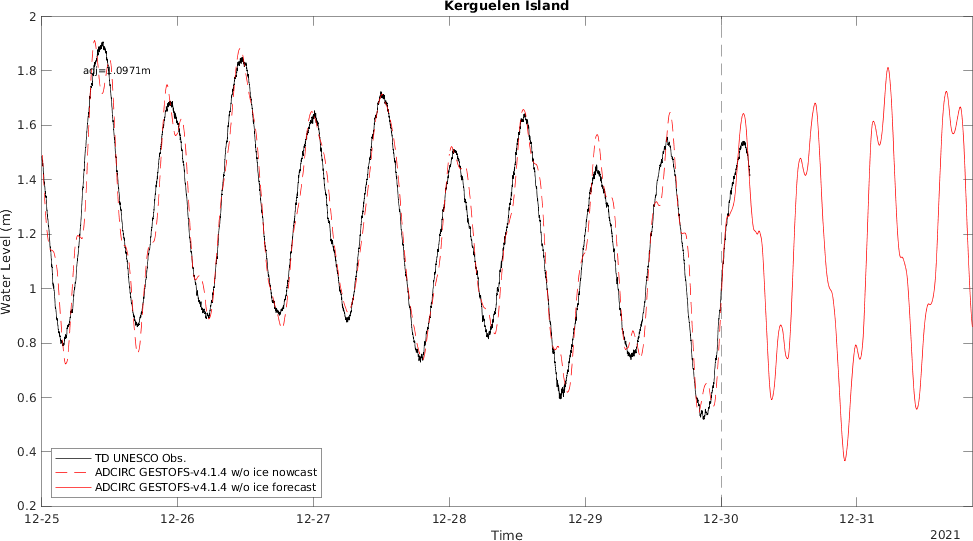 Kerguelen Island
2
1.8
1.6
1.4
1.2
1
0.8
0.6
0.4
0.2
Water Level (m)
adj=1.0971m
TD UNESCO Obs.
ADCIRC GESTOFS-v4.1.4 w/o ice nowcast
ADCIRC GESTOFS-v4.1.4 w/o ice forecast
12-25
12-26
12-27
12-28
12-29
12-30
12-31
Time
2021